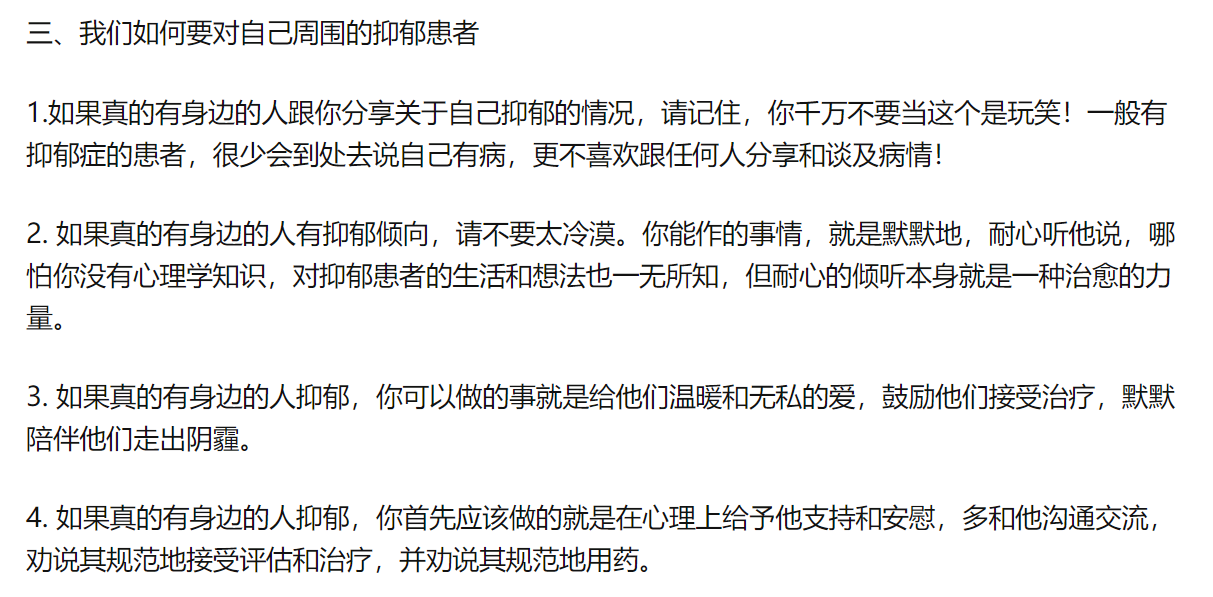 三、我们如何要对自己周围的抑郁患者
1.如果真的有身边的人跟你分享关于自己抑郁的情况，请记住，你千万不要当这个是玩笑！一般有
抑郁症的患者，很少会到处去说自己有病，更不喜欢跟任何人分享和谈及病情！
2. 如果真的有身边的人有抑郁倾向，请不要太冷漠。你能作的事情，就是默默地，耐心听他说，哪
怕你没有心理学知识，对抑郁患者的生活和想法也一无所知，但耐心的倾听本身就是一种治愈的力
量。
3. 如果真的有身边的人抑郁，你可以做的事就是给他们温暖和无私的爱，鼓励他们接受治疗，默默
陪伴他们走出阴霾。
4. 如果真的有身边的人抑郁，你首先应该做的就是在心理上给予他支持和安慰，多和他沟通交流，
劝说其规范地接受评估和治疗，并劝说其规范地用药。